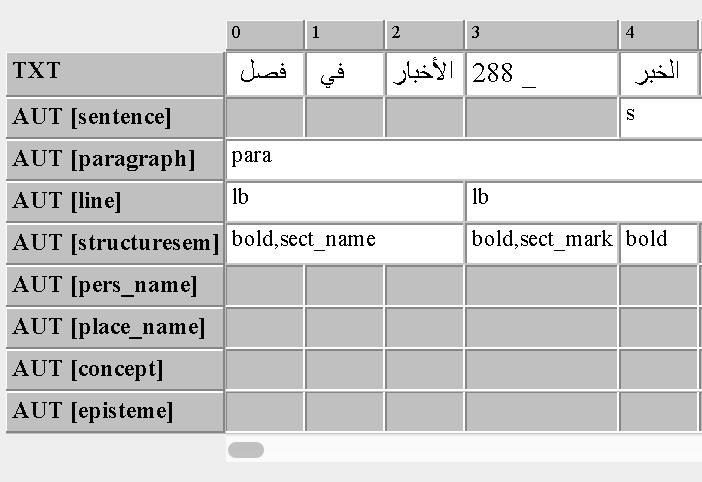 0 1 2 3 4
TXT فصل في الأخبار 288 _ الخبر
AUT [sentence] s
AUT [paragraph] para
AUT [line] lb lb
AUT [structuresem] bold,sect_name bold,sect_mark bold
AUT [pers_name]
AUT [place_name]
AUT [concept]
AUT [episteme]